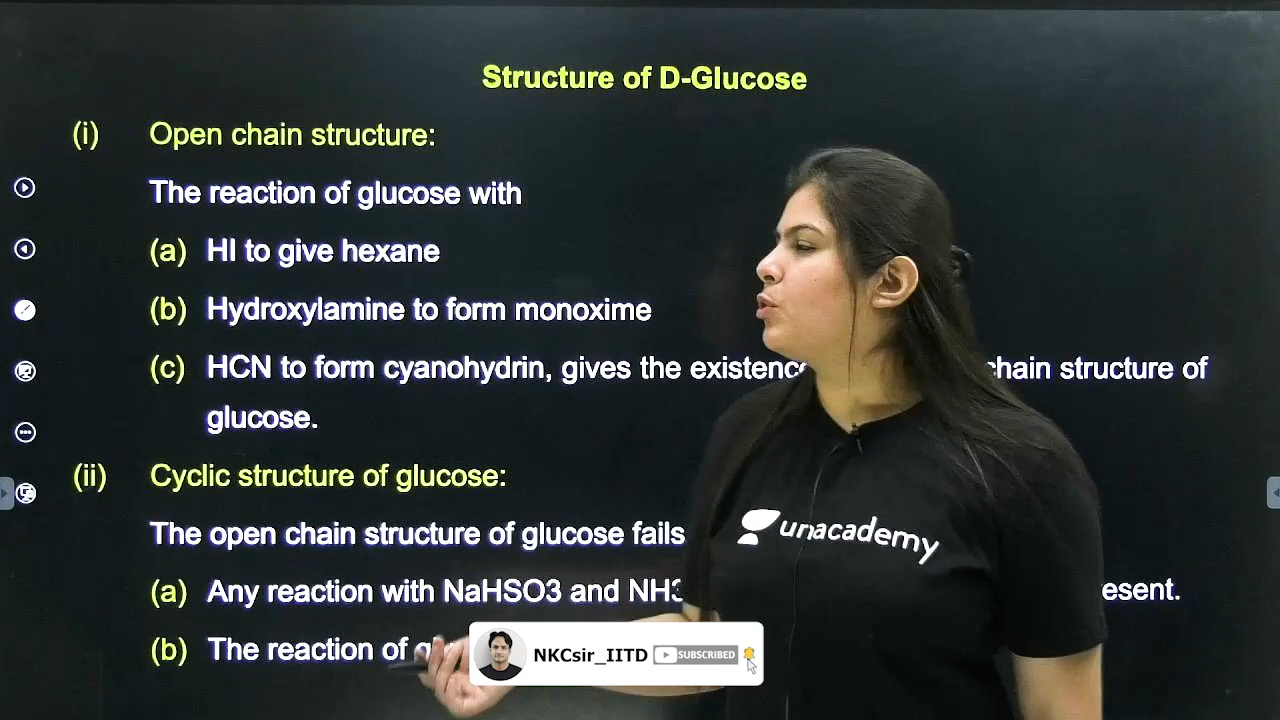 Structure of D-Glucose
(i) Open chain structure:
The reaction of glucose with
(a) HI to give hexane
(b) Hydroxylamine to form monoxime
(c) HCN to form cyanohydrin, gives the existence chain structure of
glucose.
(ii) Cyclic structure of glucose:
The open chain structure of glucose fails
(a) Any reaction with NaHSO3 and NH3 esent.
(b) The reaction of
unacademy
NKCsir_IITD SUBSCRIBED